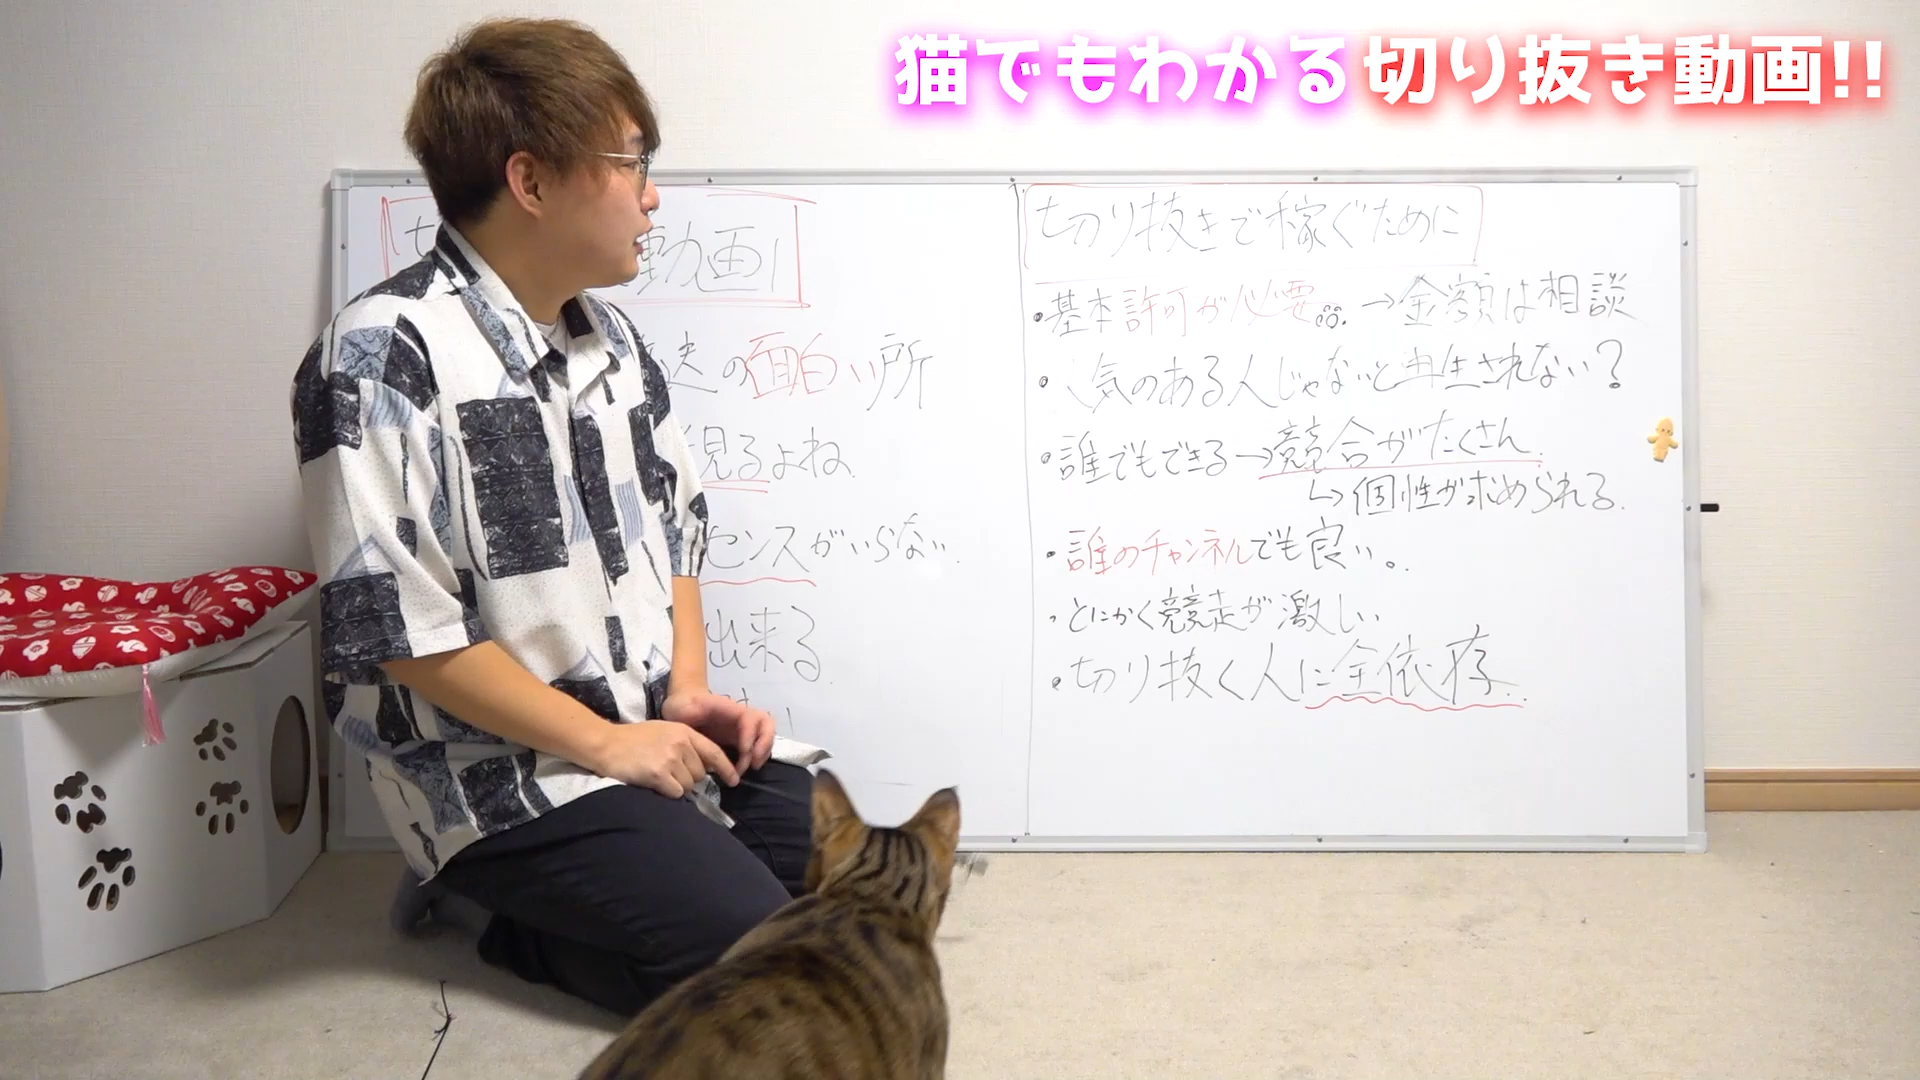 猫でもわかる切り抜き動画!!
動画
の面白い所
見るよね
センスがいらない.
出来る.
切り抜きで稼ぐために
・基本許可が必要 →金額は相談
・人気のある人じゃないと再生されない?
・誰でもできる→競合がたくさん.
↳個性が求められる.
・誰のチャンネルでも良い。.
・とにかく競走が激しい
・切り抜く人に全依存..